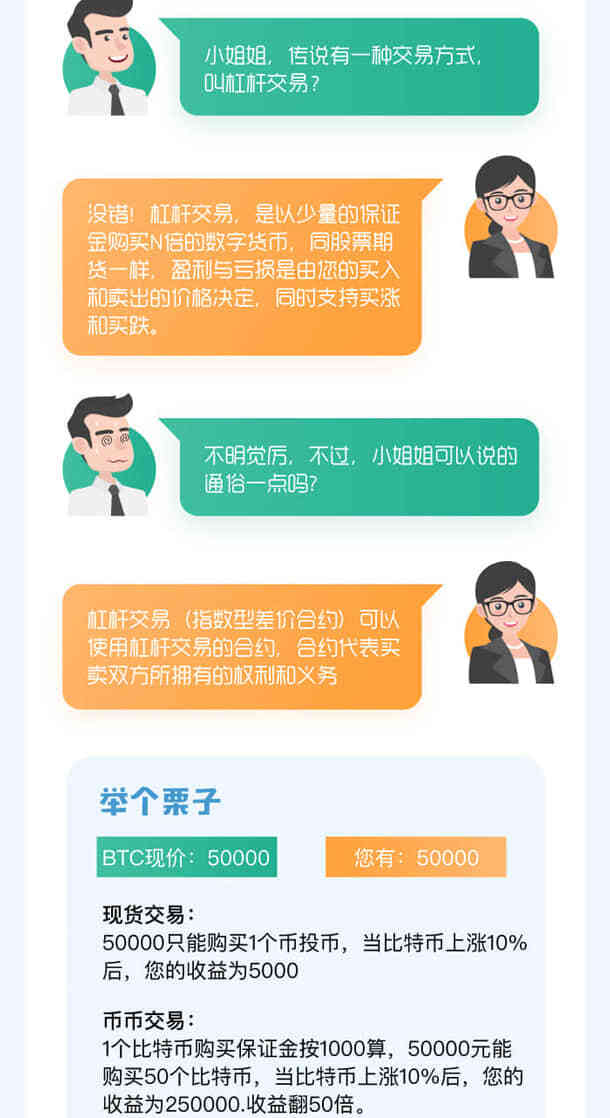 小姐姐，传说有一种交易方式，
叫杠杆交易？
没错！杠杆交易，是以少量的保证
金购买N倍的数字货币，同股票期
货一样，盈利与亏损是由您的买入
和卖出的价格决定，同时支持买涨
和买跌。
不明觉厉，不过，小姐姐可以说的
通俗一点吗？
杠杆交易（指数型差价合约）可以
使用杠杆交易的合约，合约代表买
卖双方所拥有的权利和义务
举个栗子
BTC现价：50000
您有：50000
现货交易：
50000只能购买1个币投币，当比特币上涨10%
后，您的收益为5000
币币交易：
1个比特币购买保证金按1000算，50000元能
购买50个比特币，当比特币上涨10%后，您的
收益为250000.收益翻50倍。